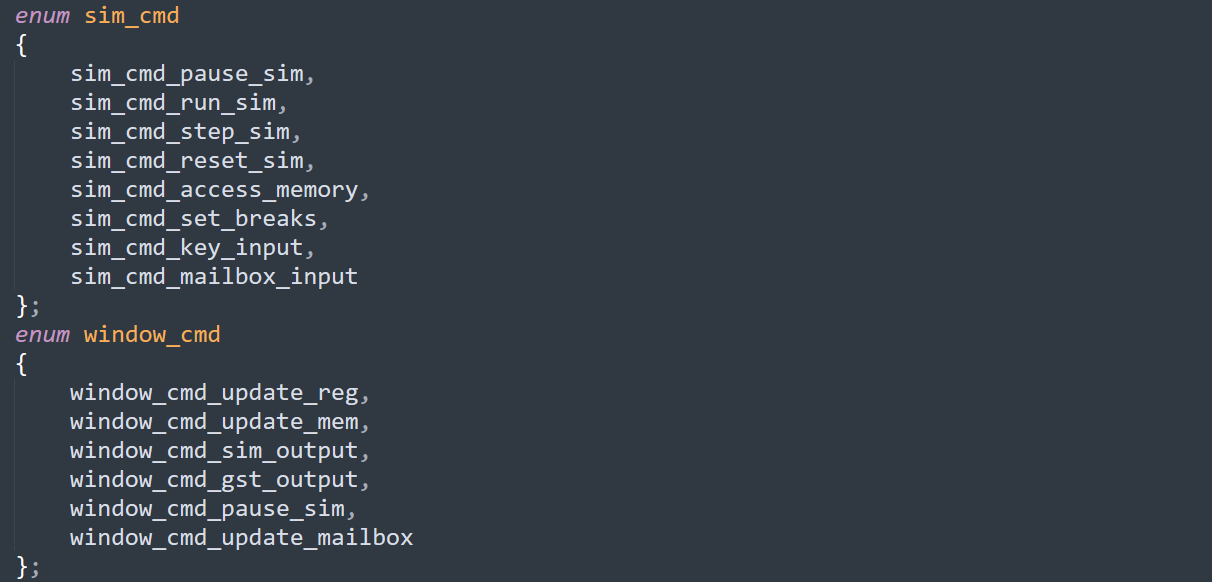 enum sim_cmd
{
    sim_cmd_pause_sim,
    sim_cmd_run_sim,
    sim_cmd_step_sim,
    sim_cmd_reset_sim,
    sim_cmd_access_memory,
    sim_cmd_set_breaks,
    sim_cmd_key_input,
    sim_cmd_mailbox_input
};
enum window_cmd
{
    window_cmd_update_reg,
    window_cmd_update_mem,
    window_cmd_sim_output,
    window_cmd_gst_output,
    window_cmd_pause_sim,
    window_cmd_update_mailbox
};